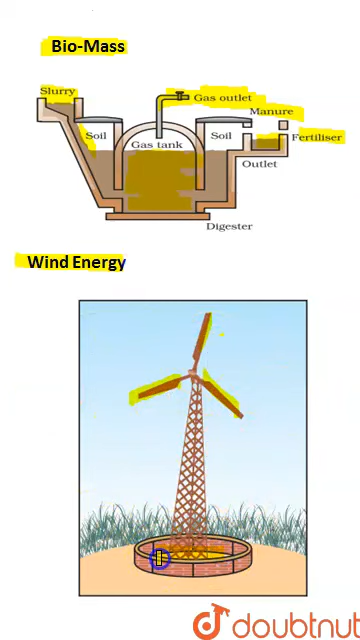 Bio-Mass
Slurry
Gas outlet
Manure
Soil
Gas tank
Soil
Fertiliser
Outlet
Digester
Wind Energy
doubtnut